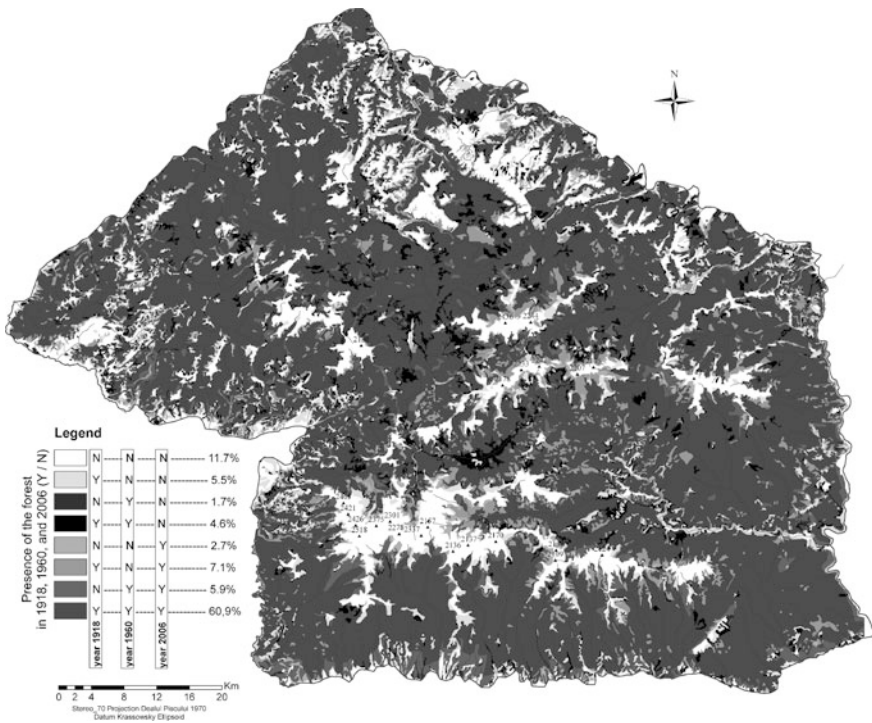 N
Legend
Presence of the forest
in 1918, 1960, and 2006 (Y / N)
N N N 11.7%
Y N N 5.5%
N Y N 1.7%
Y Y N 4.6%
N N Y 2.7%
Y N Y 7.1%
N Y Y 5.9%
Y Y Y 60,9%
year 1918
year 1960
year 2006
Km
0 2 4 8 12 16 20
Stereo_70 Projection Dealul Piscului 1970
Datum Krassowsky Ellipsoid